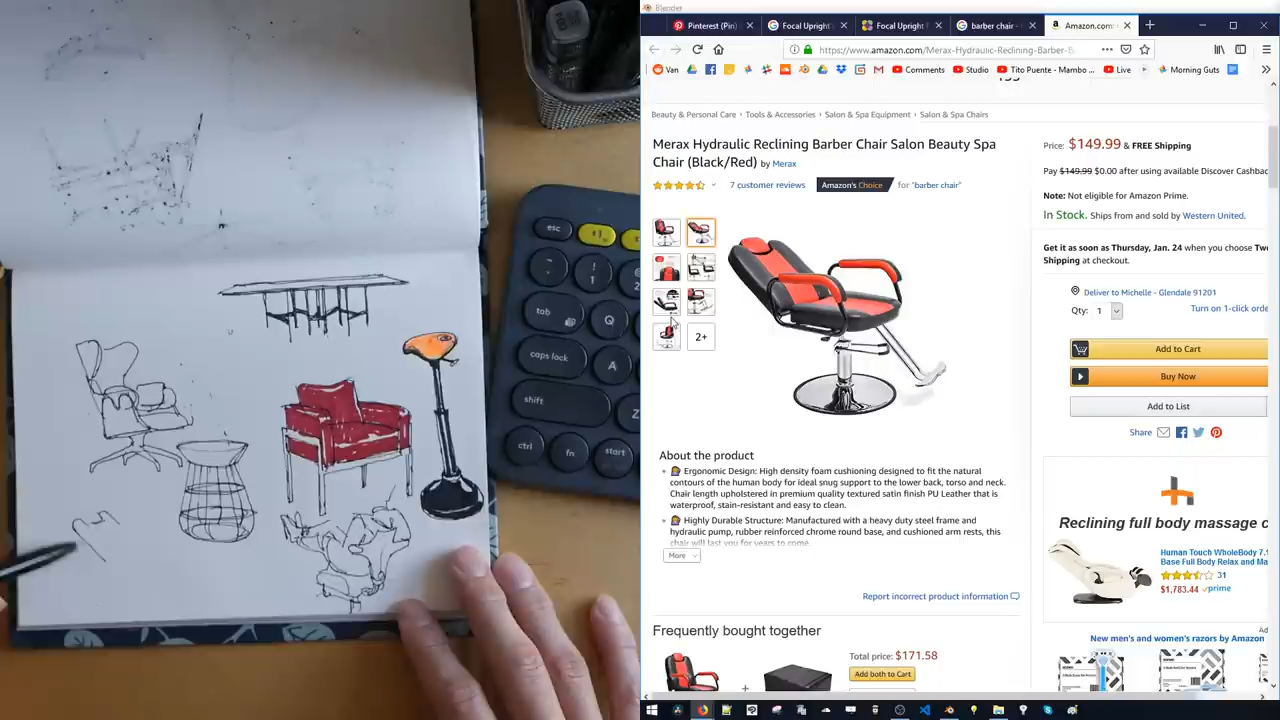 esc
!
1
tab
Q
caps lock
A
shift
Z
ctrl
fn
start
Blender
Pinterest (Pin)
Focal Upright'
Focal Upright
barber chair -
Amazon.com:
https://www.amazon.com/Merax-Hydraulic-Reclining-Barber-B
Van
Comments
Studio
Tito Puente - Mambo ...
Live
Morning Guts
Beauty & Personal Care › Tools & Accessories › Salon & Spa Equipment › Salon & Spa Chairs
Merax Hydraulic Reclining Barber Chair Salon Beauty Spa
Chair (Black/Red) by Merax
7 customer reviews
Amazon's Choice for "barber chair"
2+
About the product
Ergonomic Design: High density foam cushioning designed to fit the natural
contours of the human body for ideal snug support to the lower back, torso and neck.
Chair length upholstered in premium quality textured satin finish PU Leather that is
waterproof, stain-resistant and easy to clean.
Highly Durable Structure: Manufactured with a heavy duty steel frame and
hydraulic pump, rubber reinforced chrome round base, and cushioned arm rests, this
chair will last you for years to come.
More
Report incorrect product information
Frequently bought together
Total price: $171.58
Add both to Cart
+
Price: $149.99 & FREE Shipping
Pay $149.99 $0.00 after using available Discover Cashbac
Note: Not eligible for Amazon Prime.
In Stock. Ships from and sold by Western United.
Get it as soon as Thursday, Jan. 24 when you choose Two
Shipping at checkout.
Deliver to Michelle - Glendale 91201
Qty: 1
Turn on 1-click orde
Add to Cart
Buy Now
Add to List
Share
Reclining full body massage c
Human Touch WholeBody 7.1
Base Full Body Relax and Ma
31
$1,783.44 prime
Ad
New men's and women's razors by Amazon